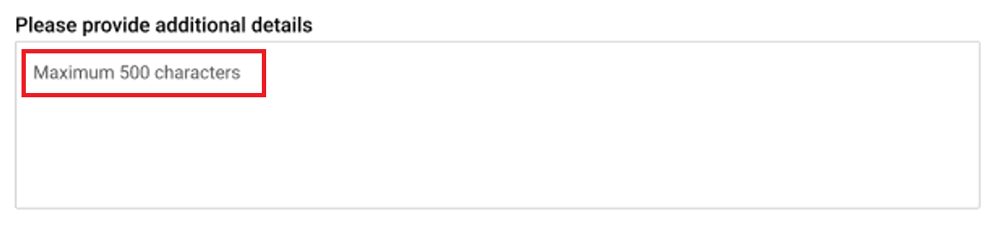 Please provide additional details
Maximum 500 characters